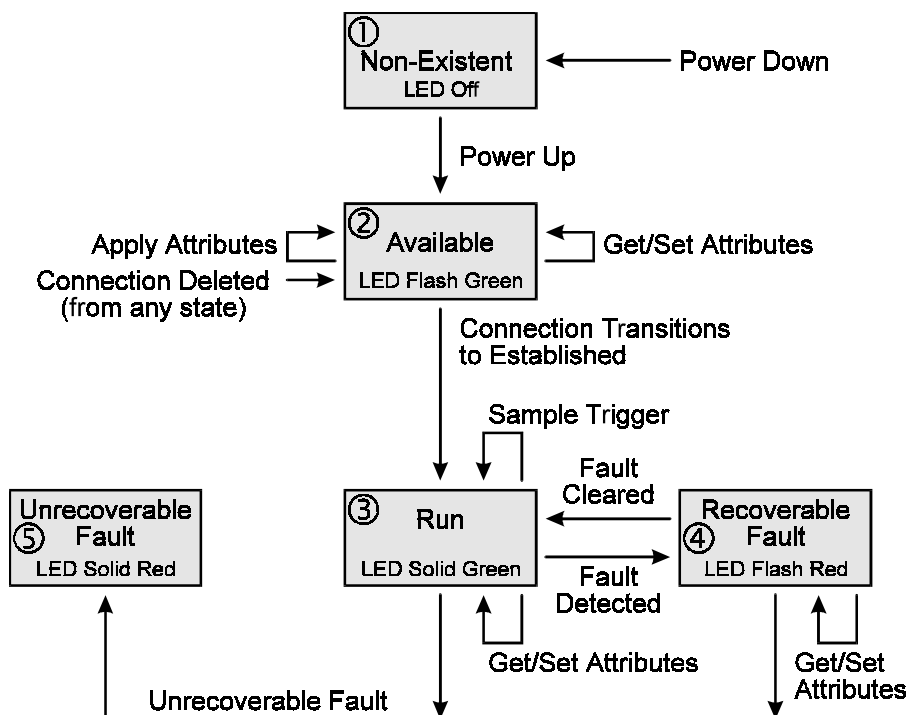 ①
Non-Existent
LED Off
Power Down
Power Up
②
Available
LED Flash Green
Apply Attributes
Get/Set Attributes
Connection Deleted
(from any state)
Connection Transitions
to Established
Sample Trigger
Fault
Cleared
Unrecoverable
Fault
⑤
LED Solid Red
③
Run
LED Solid Green
Recoverable
Fault
④
LED Flash Red
Fault
Detected
Get/Set Attributes
Get/Set
Attributes
Unrecoverable Fault